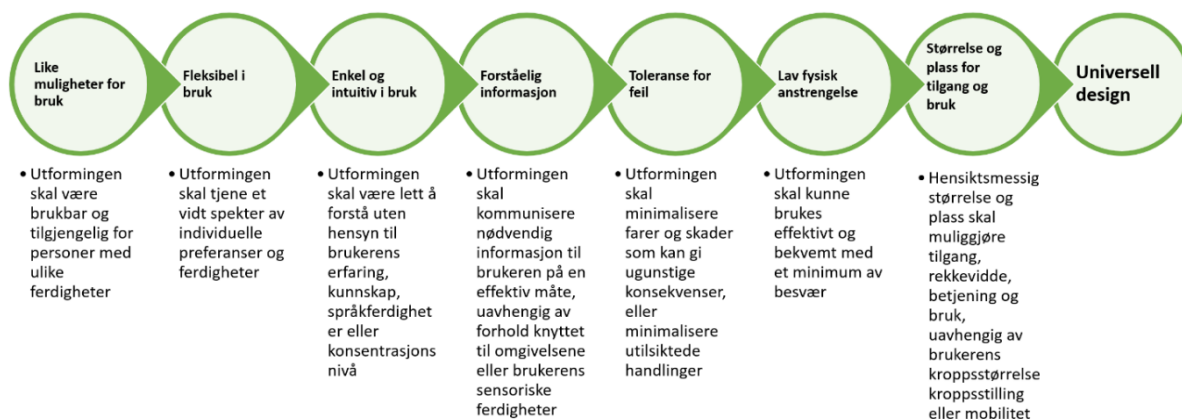 Like
muligheter for
bruk
• Utformingen
skal være
brukbar og
tilgjengelig for
personer med
ulike
ferdigheter
Fleksibel i
bruk
• Utformingen
skal tjene et
vidt spekter av
individuelle
preferanser og
ferdigheter
Enkel og
intuitiv i bruk
• Utformingen
skal være lett å
forstå uten
hensyn til
brukerens
erfaring,
kunnskap,
språkferdighet
er eller
konsentrasjons
nivå
Forståelig
informasjon
• Utformingen
skal
kommunisere
nødvendig
informasjon til
brukeren på en
effektiv måte,
uavhengig av
forhold knyttet
til omgivelsene
eller brukerens
sensoriske
ferdigheter
Toleranse for
feil
• Utformingen
skal
minimalisere
farer og skader
som kan gi
ugunstige
konsekvenser,
eller
minimalisere
utilsiktede
handlinger
Lav fysisk
anstrengelse
• Utformingen
skal kunne
brukes
effektivt og
bekvemt med
et minimum av
besvær
Størrelse og
plass for
tilgang og
bruk
• Hensiktsmessig
størrelse og
plass skal
muliggjøre
tilgang,
rekkevidde,
betjening og
bruk,
uavhengig av
brukerens
kroppsstørrelse
kroppsstilling
eller mobilitet
Universell
design